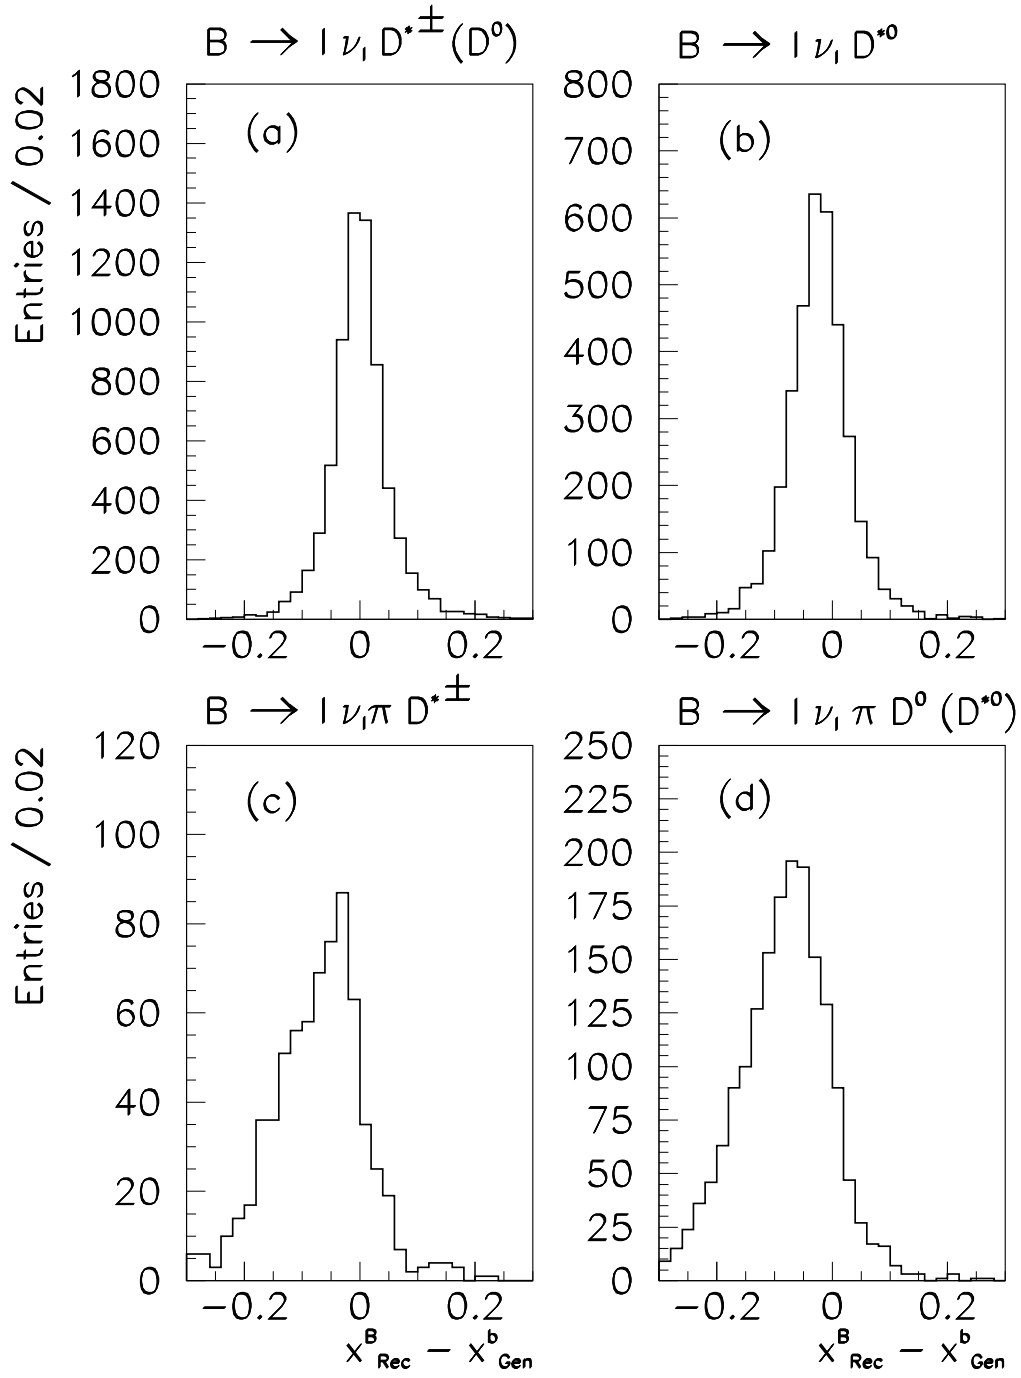 B → l ν_l D*± (D⁰)
B → l ν_l D*⁰
Entries / 0.02
1800
1600
1400
1200
1000
800
600
400
200
0
(a)
−0.2 0 0.2
800
700
600
500
400
300
200
100
0
(b)
−0.2 0 0.2
B → l ν_l π D*±
B → l ν_l π D⁰ (D*⁰)
Entries / 0.02
120
100
80
60
40
20
0
(c)
−0.2 0 0.2
x^B_Rec − x^b_Gen
250
225
200
175
150
125
100
75
50
25
0
(d)
−0.2 0 0.2
x^B_Rec − x^b_Gen